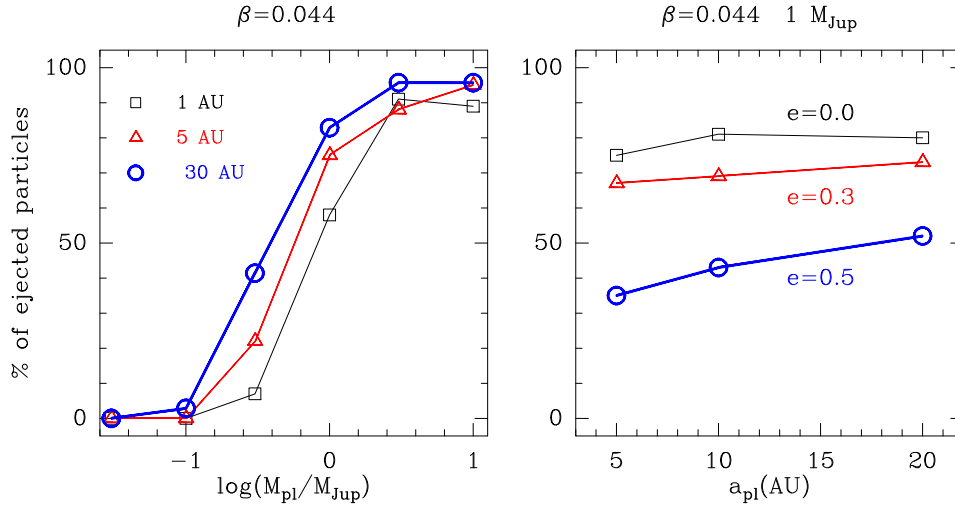 β=0.044
β=0.044 1 M_Jup
% of ejected particles
100
50
0
1 AU
5 AU
30 AU
−1
0
1
log(M_pl/M_Jup)
100
50
0
e=0.0
e=0.3
e=0.5
5
10
15
20
a_pl(AU)